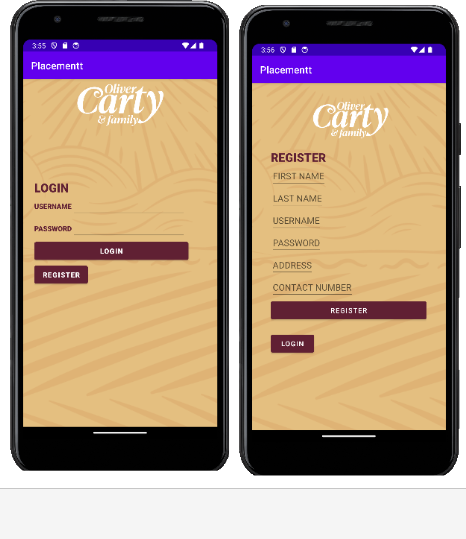 3:55
Placementt
Oliver
Carty
& family
LOGIN
USERNAME
PASSWORD
LOGIN
REGISTER
3:56
Placementt
Oliver
Carty
& family
REGISTER
FIRST NAME
LAST NAME
USERNAME
PASSWORD
ADDRESS
CONTACT NUMBER
REGISTER
LOGIN